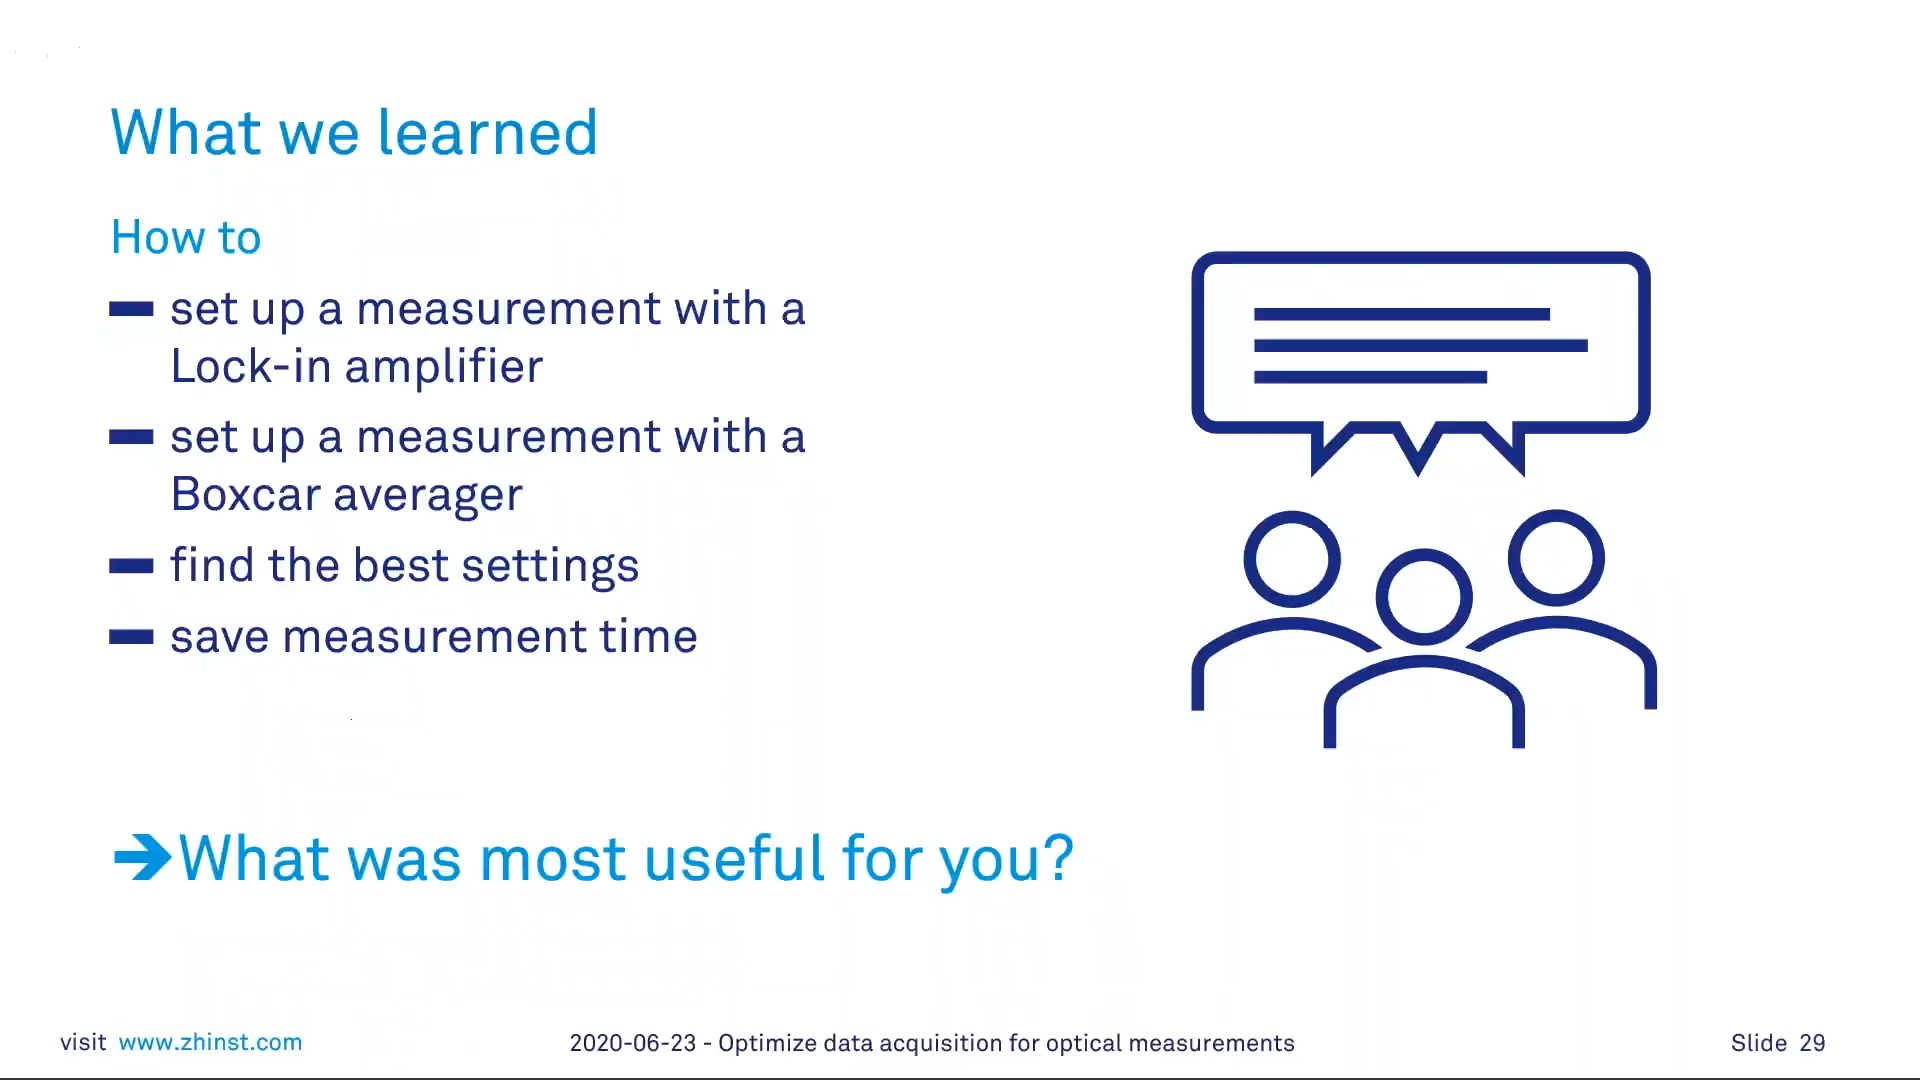 What we learned
How to
set up a measurement with a
Lock-in amplifier
set up a measurement with a
Boxcar averager
find the best settings
save measurement time
What was most useful for you?
visit www.zhinst.com
2020-06-23 - Optimize data acquisition for optical measurements
Slide 29